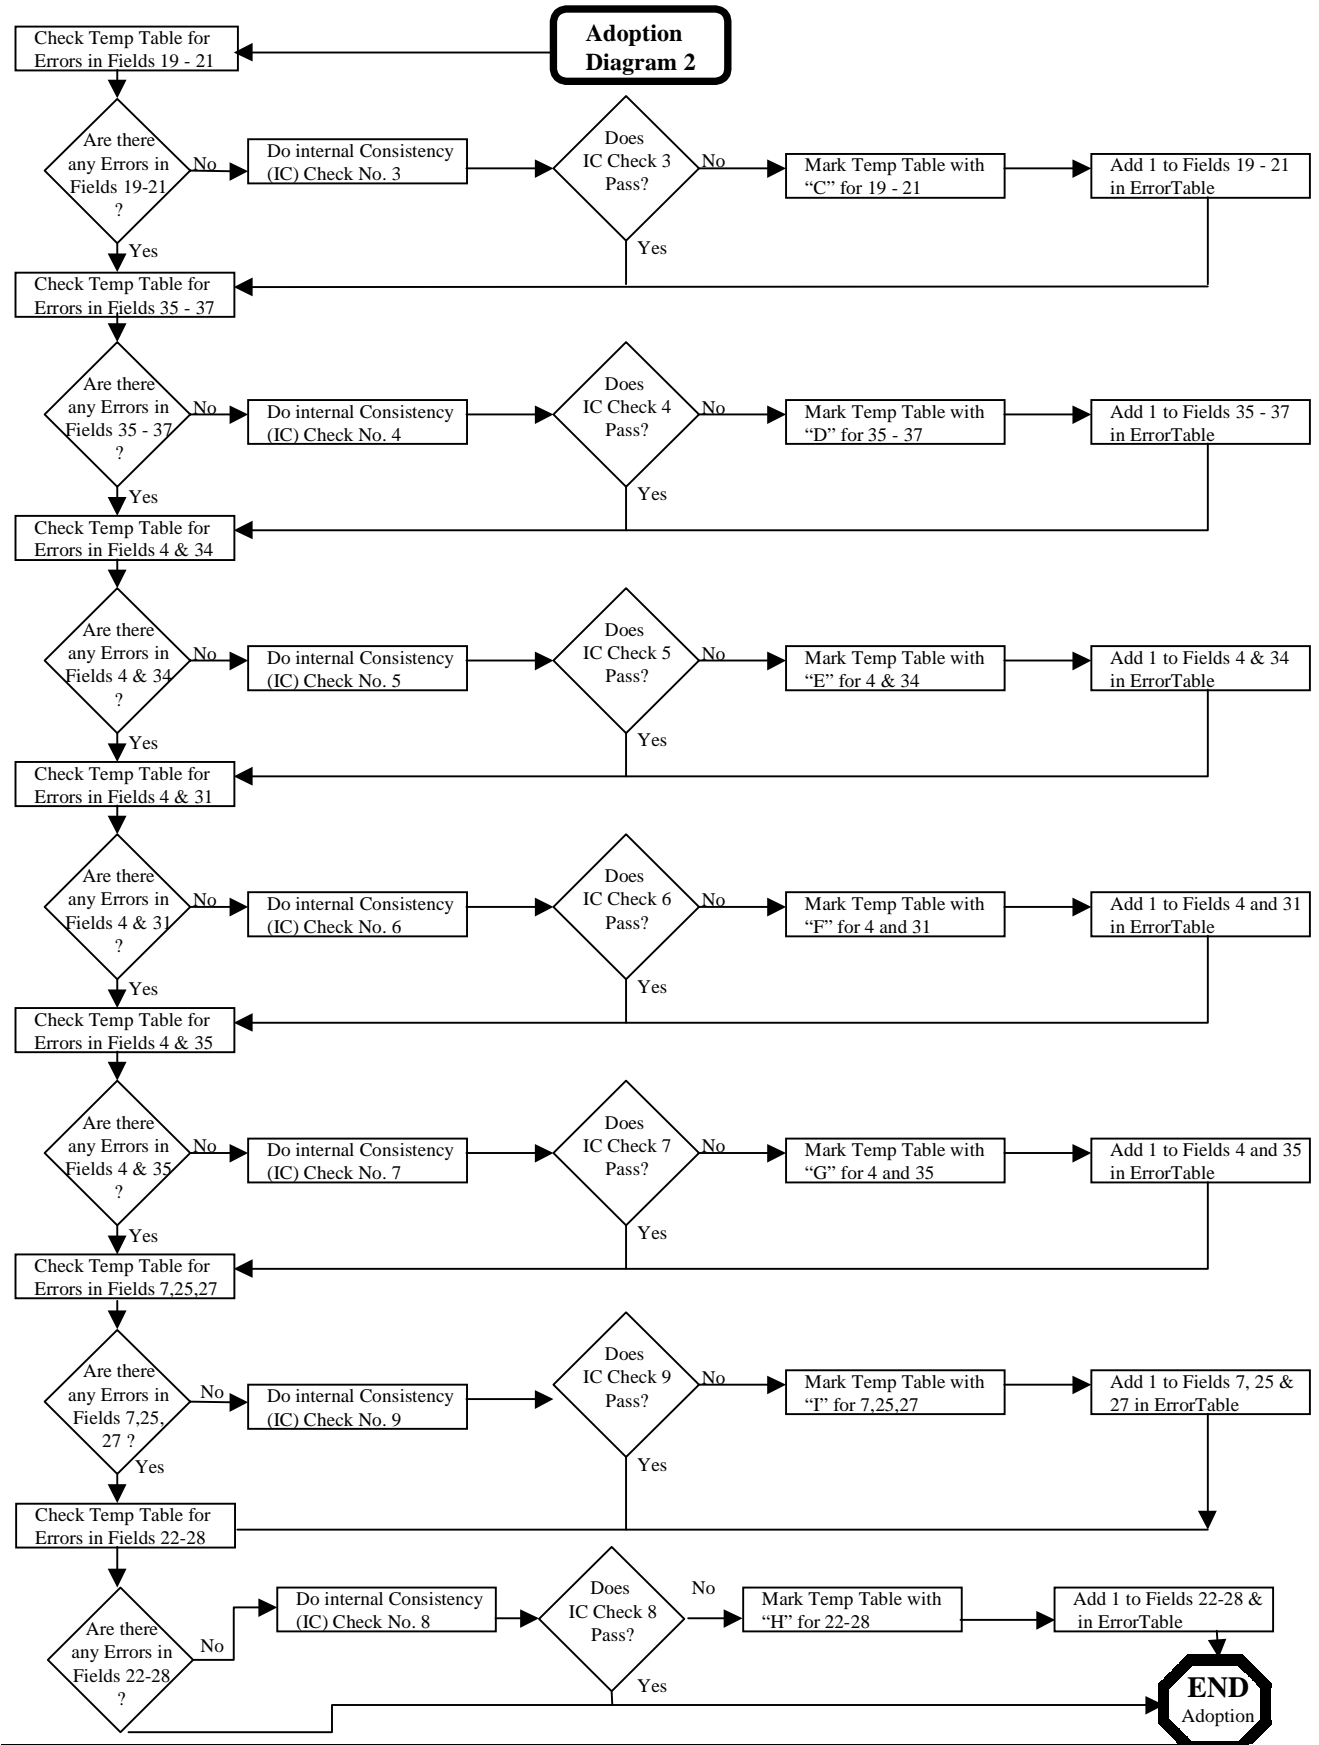 Adoption
Diagram 2
Check Temp Table for
Errors in Fields 19 - 21
Are there
any Errors in
Fields 19-21
?
No
Yes
Do internal Consistency
(IC) Check No. 3
Does
IC Check 3
Pass?
No
Yes
Mark Temp Table with
“C” for 19 - 21
Add 1 to Fields 19 - 21
in ErrorTable
Check Temp Table for
Errors in Fields 35 - 37
Are there
any Errors in
Fields 35 - 37
?
No
Yes
Do internal Consistency
(IC) Check No. 4
Does
IC Check 4
Pass?
No
Yes
Mark Temp Table with
“D” for 35 - 37
Add 1 to Fields 35 - 37
in ErrorTable
Check Temp Table for
Errors in Fields 4 & 34
Are there
any Errors in
Fields 4 & 34
?
No
Yes
Do internal Consistency
(IC) Check No. 5
Does
IC Check 5
Pass?
No
Yes
Mark Temp Table with
“E” for 4 & 34
Add 1 to Fields 4 & 34
in ErrorTable
Check Temp Table for
Errors in Fields 4 & 31
Are there
any Errors in
Fields 4 & 31
?
No
Yes
Do internal Consistency
(IC) Check No. 6
Does
IC Check 6
Pass?
No
Yes
Mark Temp Table with
“F” for 4 and 31
Add 1 to Fields 4 and 31
in ErrorTable
Check Temp Table for
Errors in Fields 4 & 35
Are there
any Errors in
Fields 4 & 35
?
No
Yes
Do internal Consistency
(IC) Check No. 7
Does
IC Check 7
Pass?
No
Yes
Mark Temp Table with
“G” for 4 and 35
Add 1 to Fields 4 and 35
in ErrorTable
Check Temp Table for
Errors in Fields 7,25,27
Are there
any Errors in
Fields 7,25,
27 ?
No
Yes
Do internal Consistency
(IC) Check No. 9
Does
IC Check 9
Pass?
No
Yes
Mark Temp Table with
“I” for 7,25,27
Add 1 to Fields 7, 25 &
27 in ErrorTable
Check Temp Table for
Errors in Fields 22-28
Are there
any Errors in
Fields 22-28
?
No
Do internal Consistency
(IC) Check No. 8
Does
IC Check 8
Pass?
No
Yes
Mark Temp Table with
“H” for 22-28
Add 1 to Fields 22-28 &
in ErrorTable
END
Adoption